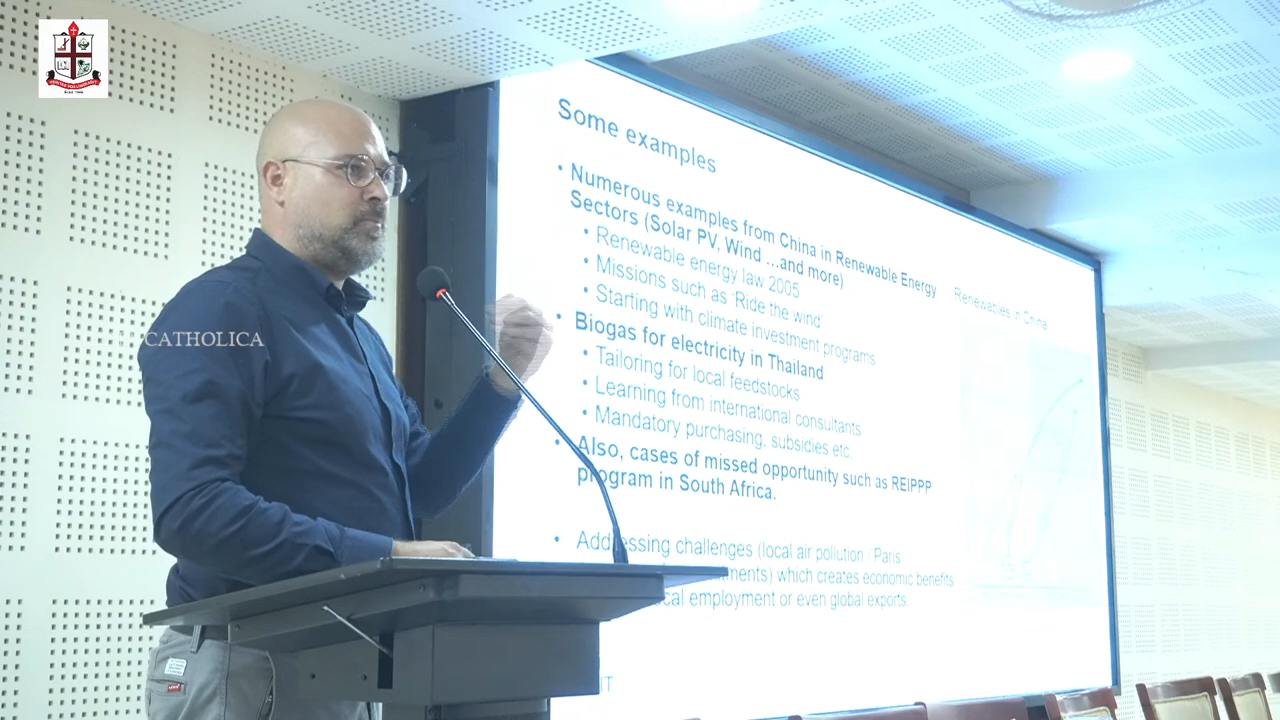 CATHOLICA
Some examples
• Numerous examples from China in Renewable Energy
Sectors (Solar PV, Wind ...and more)
• Renewable energy law 2005
• Missions such as 'Ride the wind'
• Starting with climate investment programs
• Biogas for electricity in Thailand
• Tailoring for local feedstocks
• Learning from international consultants
• Mandatory purchasing, subsidies etc.
• Also, cases of missed opportunity such as REIPPP
program in South Africa.
• Addressing challenges (local air pollution / Paris
which creates economic benefits
employment or even global exports.
Renewables in China